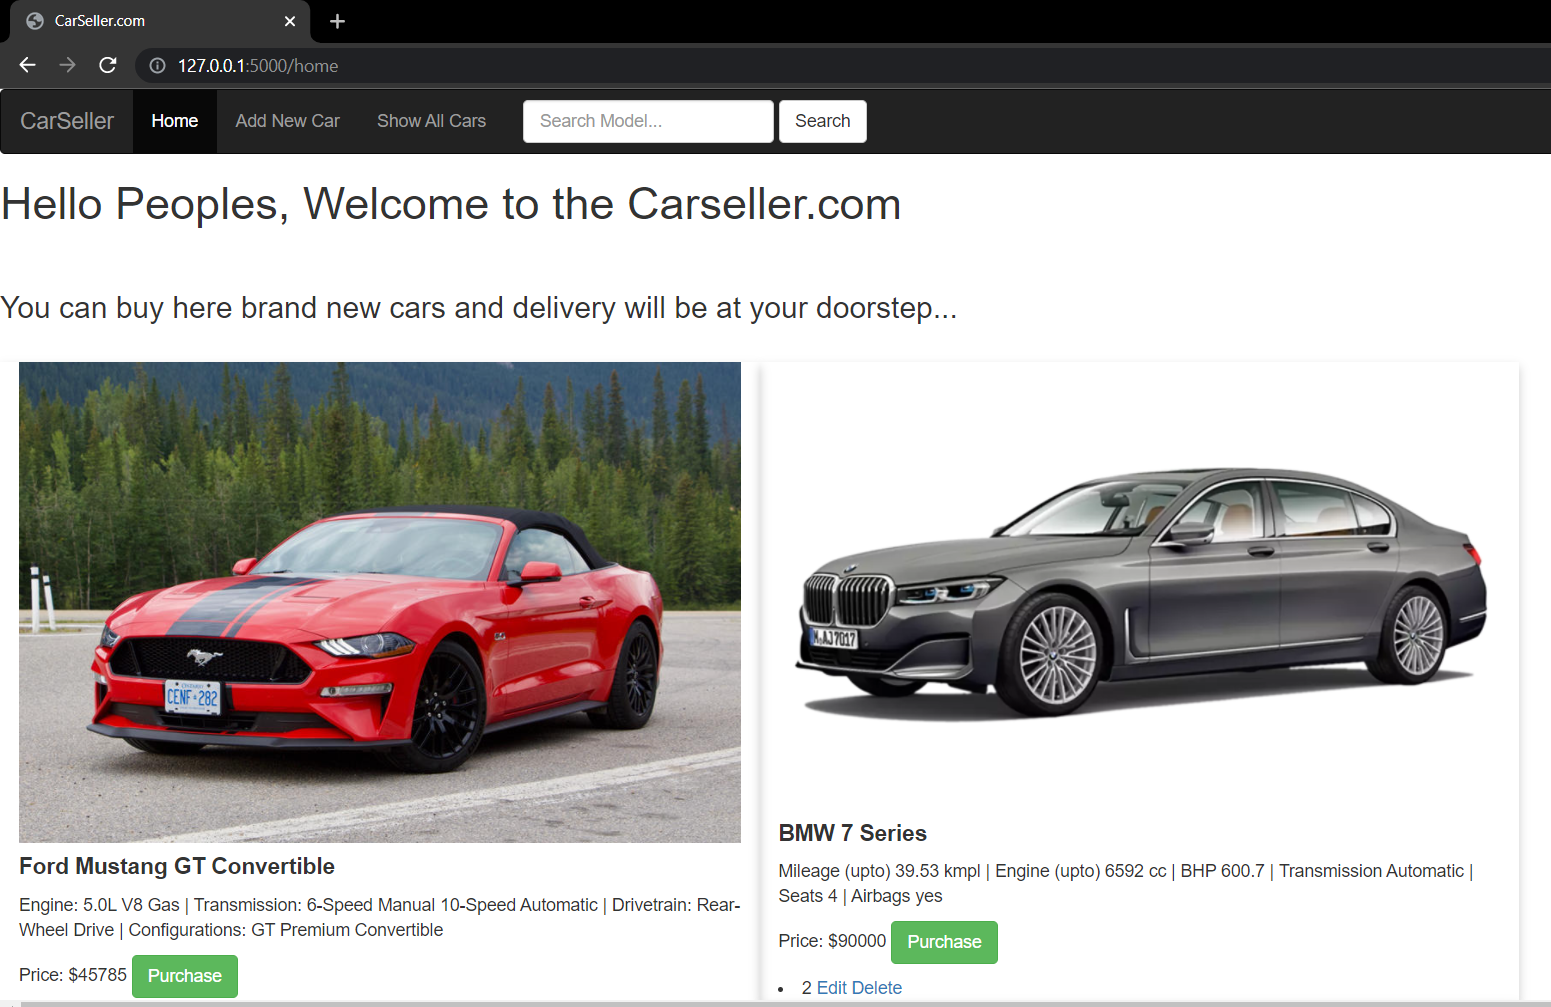 CarSeller.com
127.0.0.1:5000/home
CarSeller Home Add New Car Show All Cars Search Model... Search
Hello Peoples, Welcome to the Carseller.com
You can buy here brand new cars and delivery will be at your doorstep...
CENF 282
AJ 7017
Ford Mustang GT Convertible
Engine: 5.0L V8 Gas | Transmission: 6-Speed Manual 10-Speed Automatic | Drivetrain: Rear-
Wheel Drive | Configurations: GT Premium Convertible
Price: $45785 Purchase
BMW 7 Series
Mileage (upto) 39.53 kmpl | Engine (upto) 6592 cc | BHP 600.7 | Transmission Automatic |
Seats 4 | Airbags yes
Price: $90000 Purchase
• 2 Edit Delete